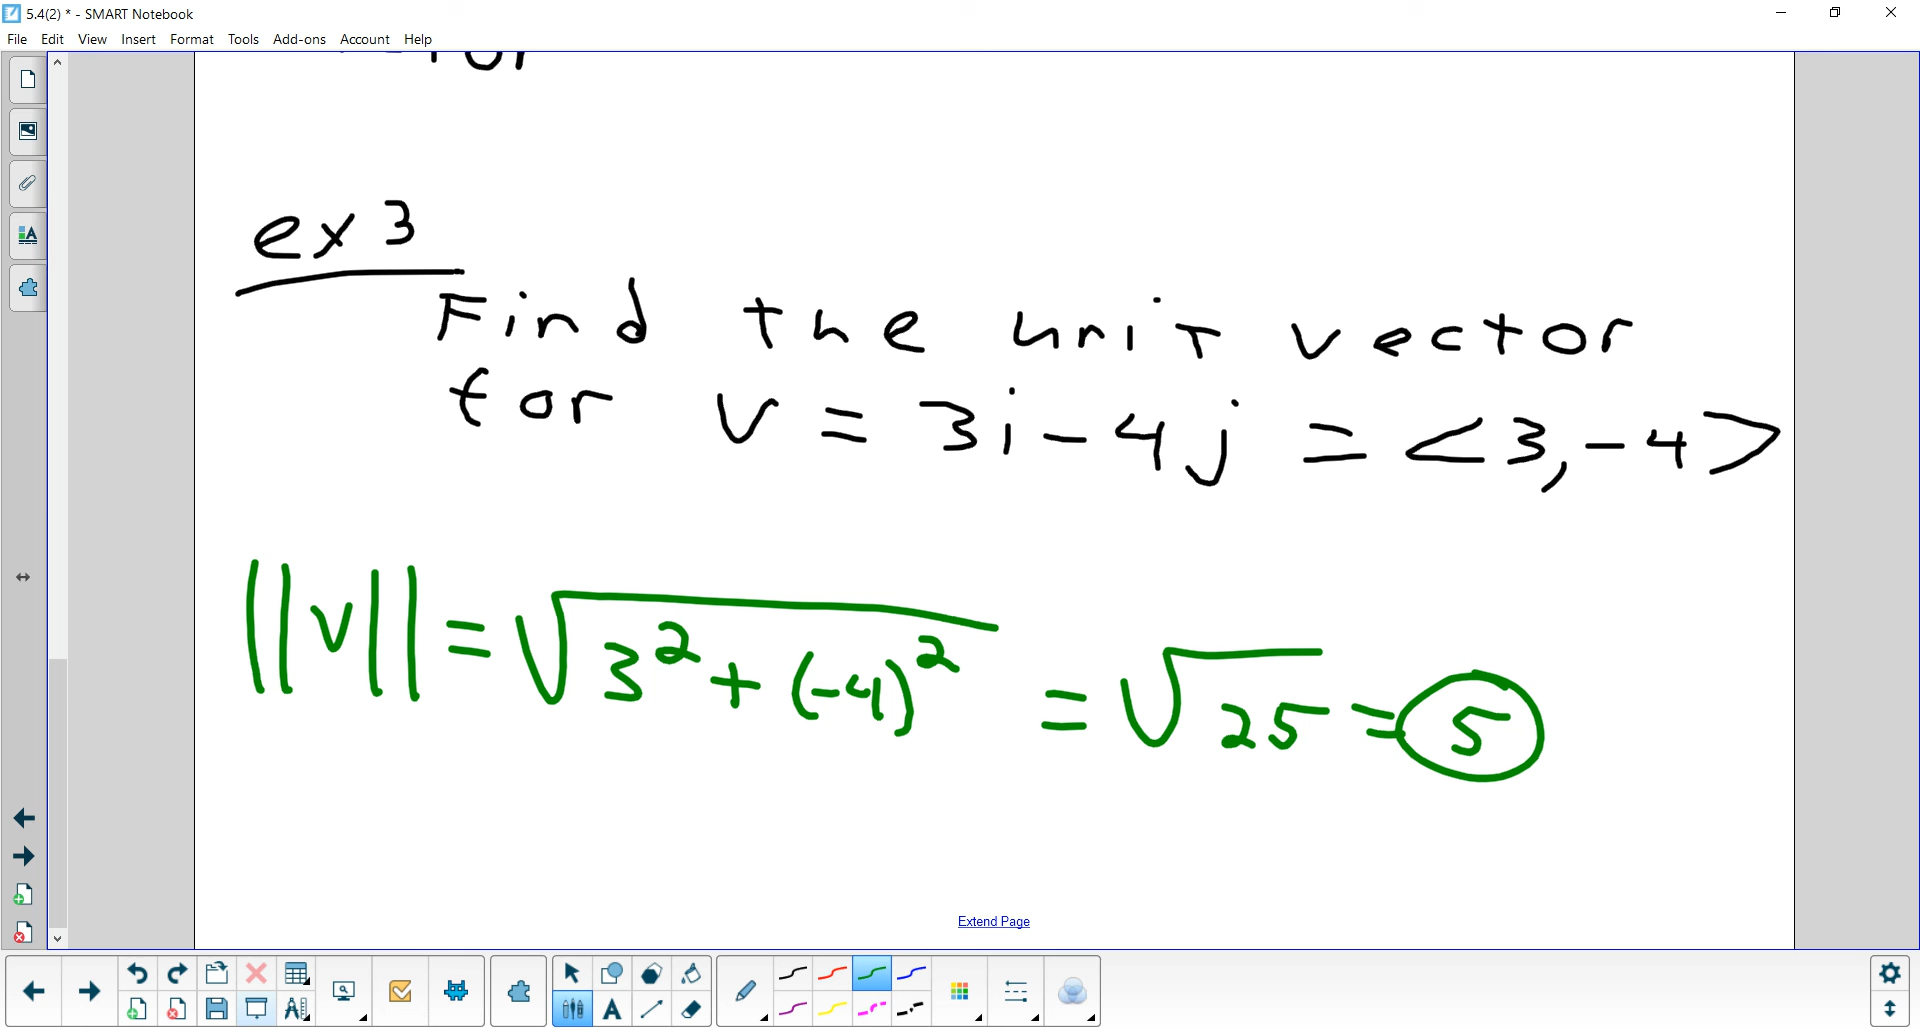 5.4(2) * - SMART Notebook
File Edit View Insert Format Tools Add-ons Account Help
ex 3
Find the unit vector
for v = 3i - 4j = <3, -4>
||v|| = √3² + (-4)² = √25 = 5
Extend Page